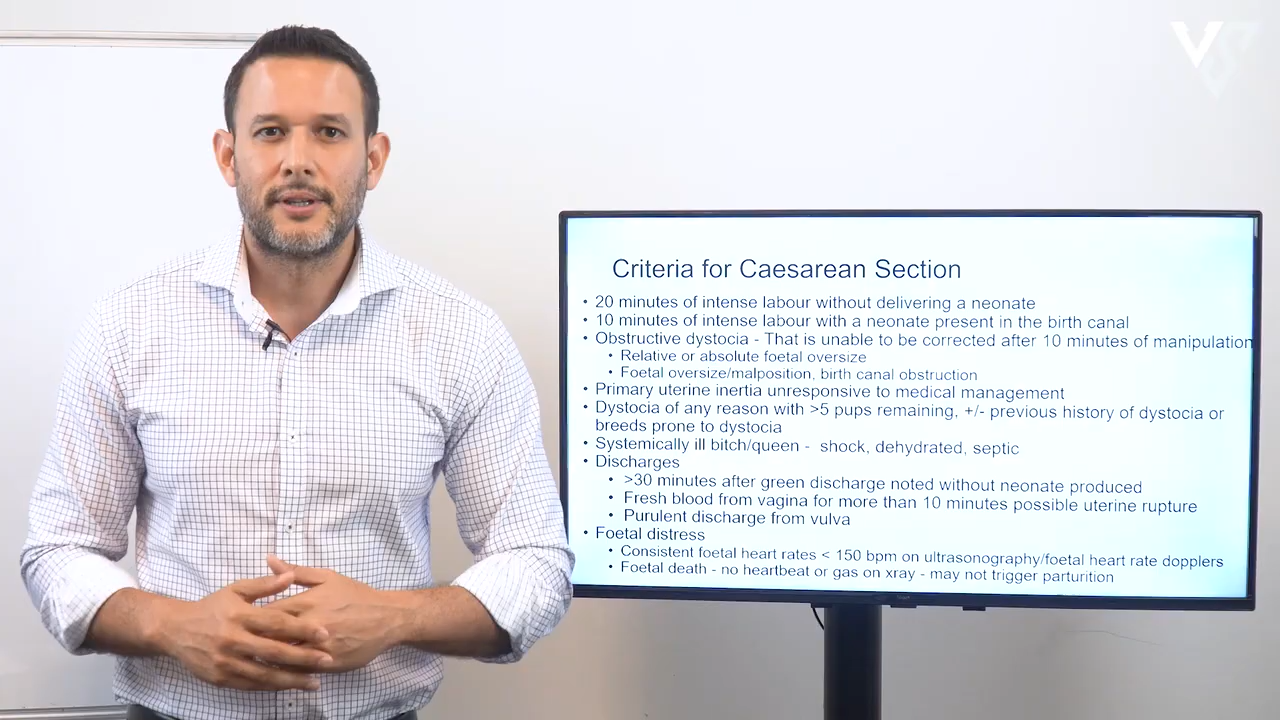 Criteria for Caesarean Section
• 20 minutes of intense labour without delivering a neonate
• 10 minutes of intense labour with a neonate present in the birth canal
• Obstructive dystocia - That is unable to be corrected after 10 minutes of manipulation
• Relative or absolute foetal oversize
• Foetal oversize/malposition, birth canal obstruction
• Primary uterine inertia unresponsive to medical management
• Dystocia of any reason with >5 pups remaining, +/- previous history of dystocia or
breeds prone to dystocia
• Systemically ill bitch/queen - shock, dehydrated, septic
• Discharges
• >30 minutes after green discharge noted without neonate produced
• Fresh blood from vagina for more than 10 minutes possible uterine rupture
• Purulent discharge from vulva
• Foetal distress
• Consistent foetal heart rates < 150 bpm on ultrasonography/foetal heart rate dopplers
• Foetal death - no heartbeat or gas on xray - may not trigger parturition